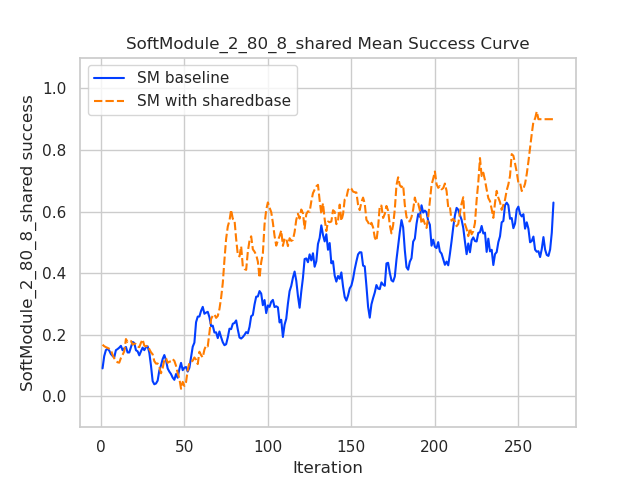 SoftModule_2_80_8_shared Mean Success Curve
SM baseline
SM with sharedbase
SoftModule_2_80_8_shared success
1.0
0.8
0.6
0.4
0.2
0.0
0 50 100 150 200 250
Iteration